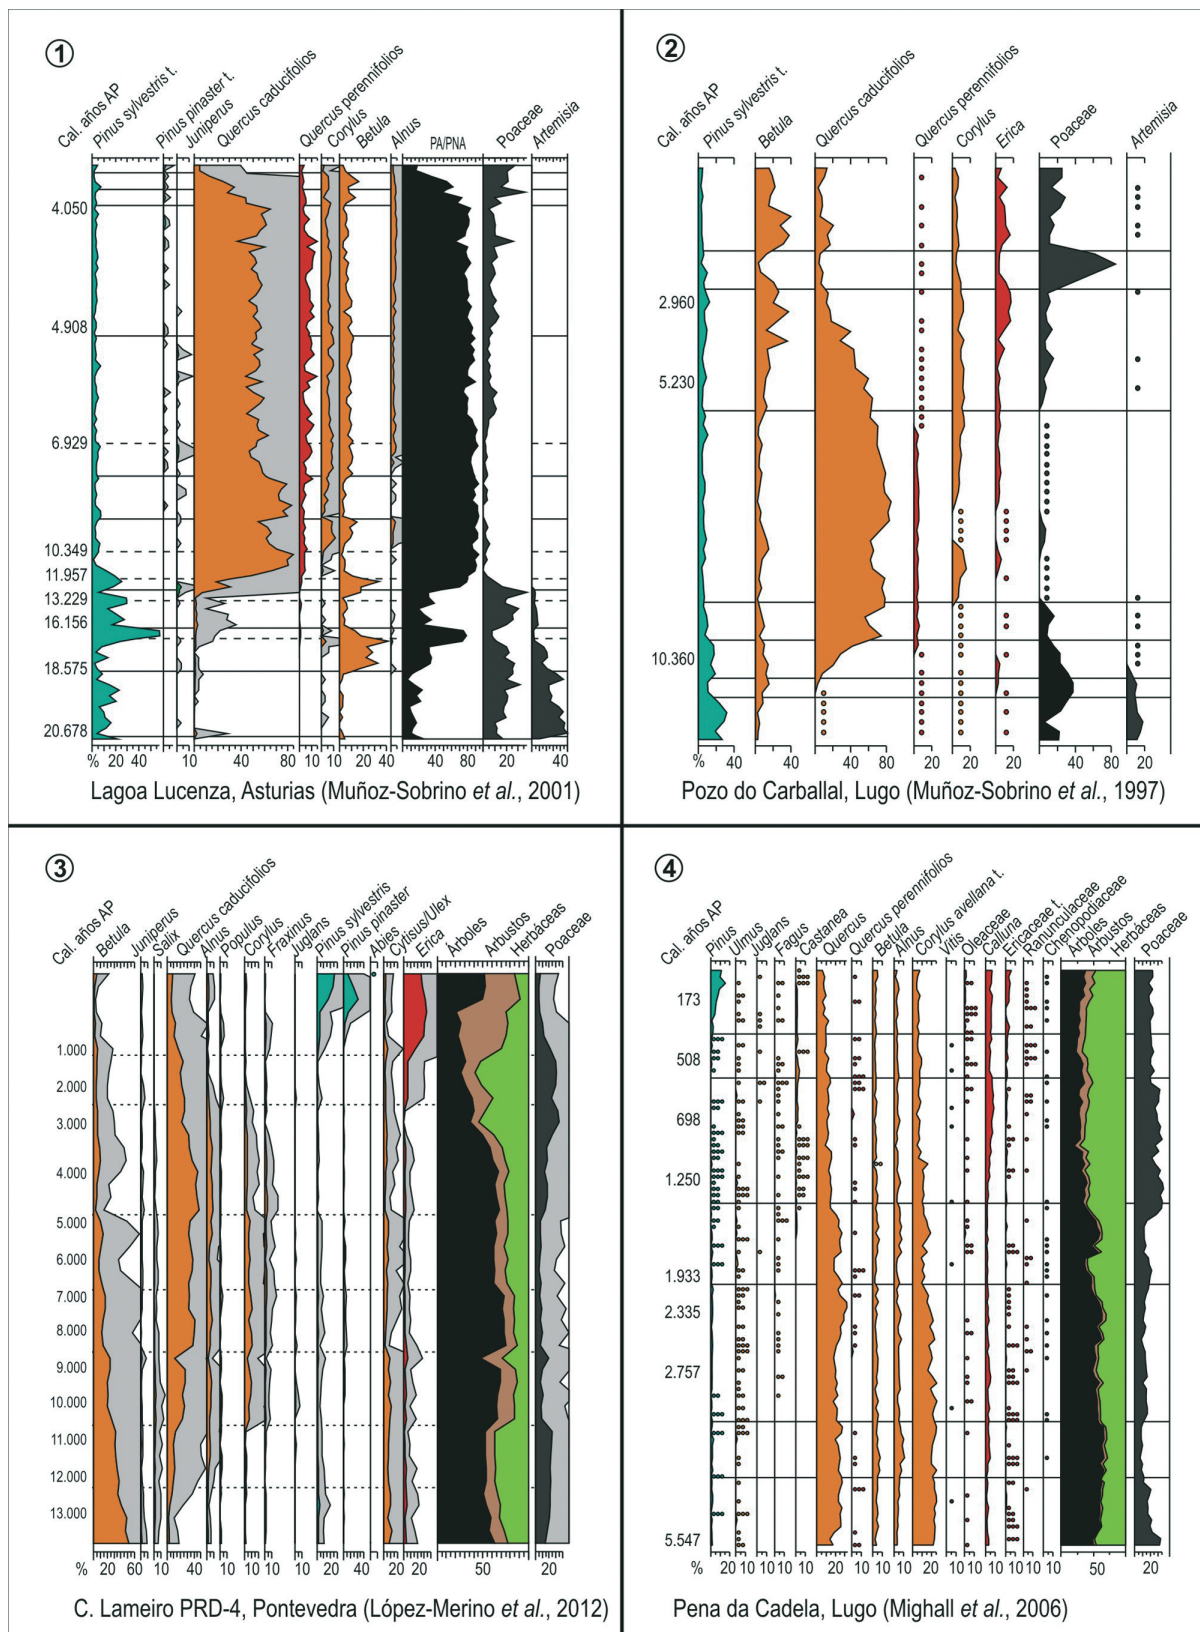 ①
Cal. años AP
Pinus sylvestris t.
Pinus pinaster t.
Juniperus
Quercus caducifolios
Quercus perennifolios
Corylus
Betula
Alnus
PA/PNA
Poaceae
Artemisia
4.050
4.908
6.929
10.349
11.957
13.229
16.156
18.575
20.678
% 20 40 10 10 40 80 10 10 20 40 10 20 40 20 40
Lagoa Lucenza, Asturias (Muñoz-Sobrino et al., 2001)
②
Cal. años AP
Pinus sylvestris t.
Betula
Quercus caducifolios
Quercus perennifolios
Corylus
Erica
Poaceae
Artemisia
2.960
5.230
10.360
% 40 40 40 80 20 20 20 40 80 20
Pozo do Carballal, Lugo (Muñoz-Sobrino et al., 1997)
③
Cal. años AP
Betula
Juniperus
Salix
Quercus caducifolios
Alnus
Populus
Corylus
Fraxinus
Juglans
Pinus sylvestris
Pinus pinaster
Abies
Cytisus/Ulex
Erica
Árboles
Arbustos
Herbáceas
Poaceae
1.000
2.000
3.000
4.000
5.000
6.000
7.000
8.000
9.000
10.000
11.000
12.000
13.000
% 20 60 10 10 40 10 10 10 10 10 20 20 10 20 20 50 20
C. Lameiro PRD-4, Pontevedra (López-Merino et al., 2012)
④
Cal. años AP
Pinus
Ulmus
Juglans
Fagus
Castanea
Quercus
Quercus perennifolios
Betula
Alnus
Corylus avellana t.
Vitis
Oleaceae
Calluna
Ericaceae t.
Ranunculaceae
Chenopodiaceae
Árboles
Arbustos
Herbáceas
Poaceae
173
508
698
1.250
1.933
2.335
2.757
5.547
% 20 10 10 10 10 20 10 10 10 20 10 10 10 10 10 10 50 20
Pena da Cadela, Lugo (Mighall et al., 2006)